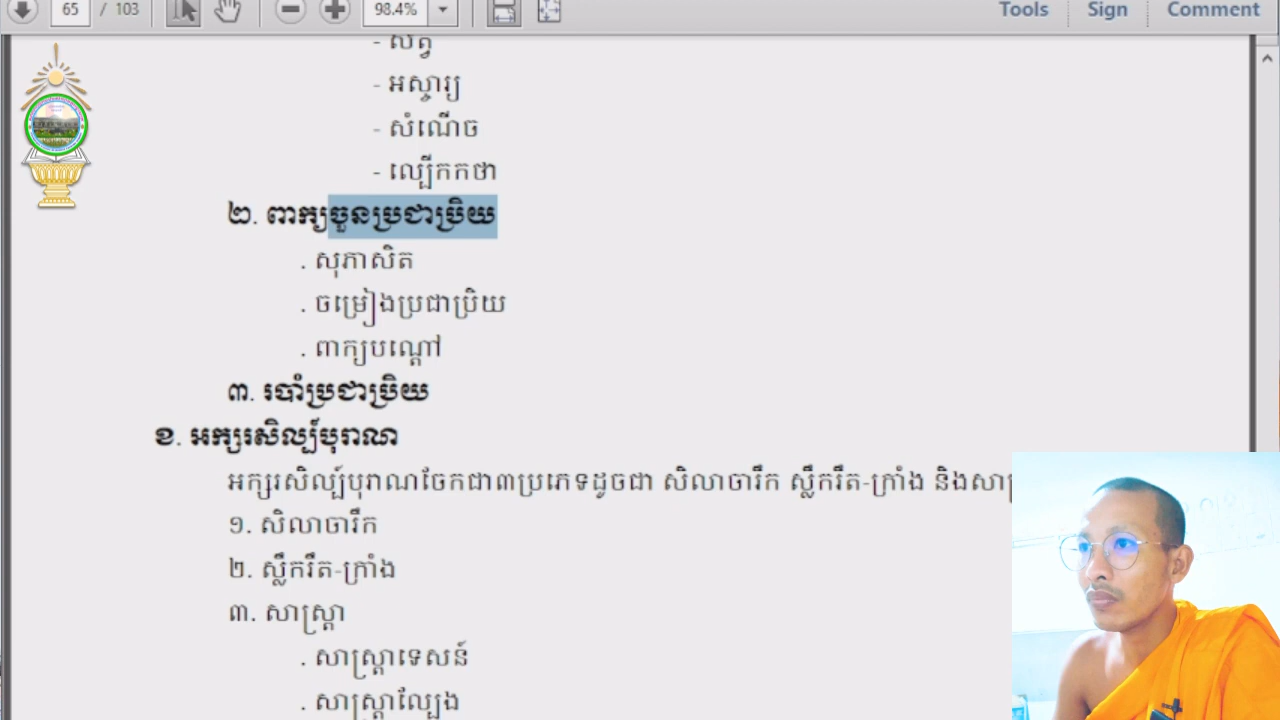 65 / 103 98.4% Tools Sign Comment
- សត្វ
- អស្ចារ្យ
- សំណើច
- ល្បើកកថា
២. ពាក្យចួនប្រជាប្រិយ
. សុភាសិត
. ចម្រៀងប្រជាប្រិយ
. ពាក្យបណ្តៅ
៣. របាំប្រជាប្រិយ
ខ. អក្សរសិល្ប៍បុរាណ
អក្សរសិល្ប៍បុរាណចែកជា៣ប្រភេទដូចជា សិលាចារឹក ស្លឹករឹត-ក្រាំង និងសា
១. សិលាចារឹក
២. ស្លឹករឹត-ក្រាំង
៣. សាស្ត្រា
. សាស្ត្រាទេសន៍
. សាស្ត្រាល្បែង